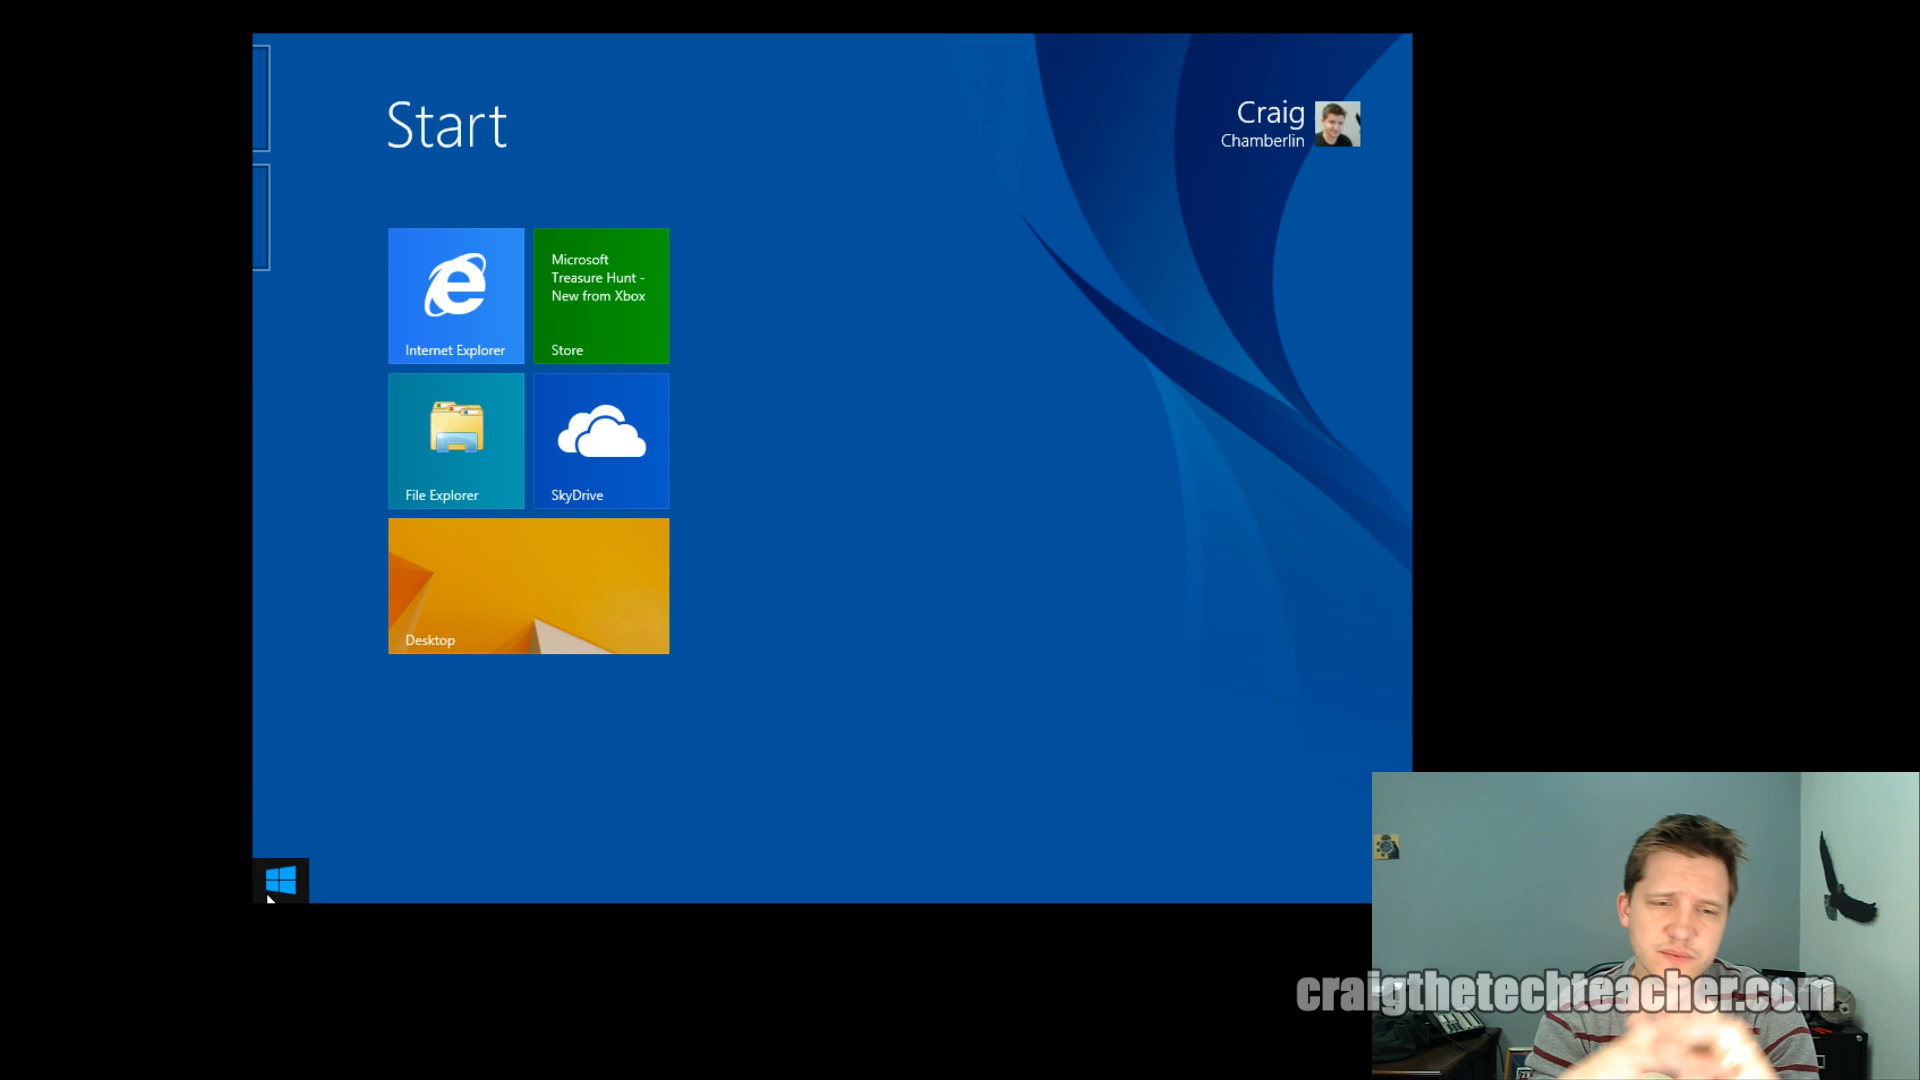 Start
Craig
Chamberlin
Microsoft
Treasure Hunt -
New from Xbox
Internet Explorer
Store
File Explorer
SkyDrive
Desktop
craigthetechteacher.com